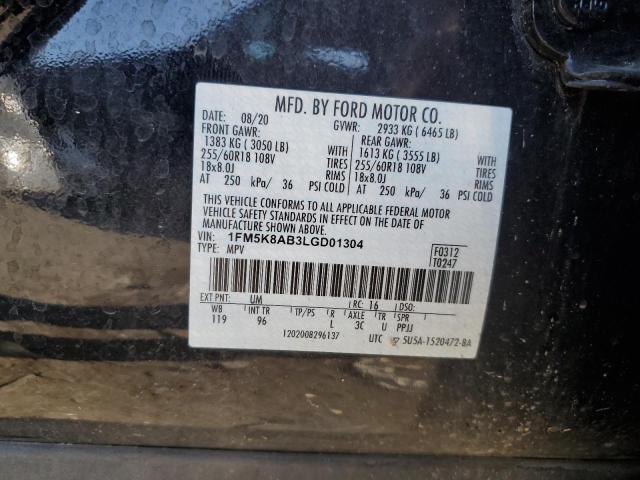 MFD. BY FORD MOTOR CO.
DATE: 08/20 GVWR: 2933 KG ( 6465 LB)
FRONT GAWR: REAR GAWR:
1383 KG ( 3050 LB) WITH 1613 KG ( 3555 LB) WITH
255/60R18 108V TIRES 255/60R18 108V TIRES
18x8.0J RIMS 18x8.0J RIMS
AT 250 kPa/ 36 PSI COLD AT 250 kPa/ 36 PSI COLD
THIS VEHICLE CONFORMS TO ALL APPLICABLE FEDERAL MOTOR
VEHICLE SAFETY STANDARDS IN EFFECT ON THE DATE OF
MANUFACTURE SHOWN ABOVE.
VIN: 1FM5K8AB3LGD01304 F0312
TYPE: MPV T0247
EXT PNT: UM RC: 16 DSO:
WB INT TR TP/PS R AXLE TR SPR
119 96 L 3C U PPJJ
1202008296137 UTC 5U5A-1520472-BA